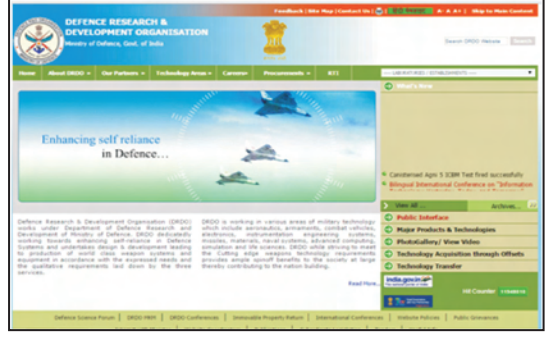 Feedback | Site Map | Contact Us |
A- A A+ | Skip to Main Content
DEFENCE RESEARCH &
DEVELOPMENT ORGANISATION
Ministry of Defence, Govt. of India
Search DRDO Website
Search
Home
About DRDO
Our Partners
Technology Areas
Careers
Procurements
RTI
What's New
Enhancing self reliance
in Defence...
Canisterised Agni 5 ICBM Test fired successfully
Bilingual International Conference on "Information
View All
Archives...
Defence Research & Development Organisation (DRDO)
works under Department of Defence Research and
Development of Ministry of Defence. DRDO dedicatedly
working towards enhancing self-reliance in Defence
Systems and undertakes design & development leading
to production of world class weapon systems and
equipment in accordance with the expressed needs and
the qualitative requirements laid down by the three
services.
DRDO is working in various areas of military technology
which include aeronautics, armaments, combat vehicles,
electronics, instrumentation engineering systems,
missiles, materials, naval systems, advanced computing,
simulation and life sciences. DRDO while striving to meet
the Cutting edge weapons technology requirements
provides ample spinoff benefits to the society at large
thereby contributing to the nation building.
Read More..
Public Interface
Major Products & Technologies
PhotoGallery/ View Video
Technology Acquisition through Offsets
Technology Transfer
india.gov.in
Hit Counter
Defence Science Forum | DRDO MBM | DRDO Conferences | Immovable Property Return | International Conferences | Website Policies | Public Grievances